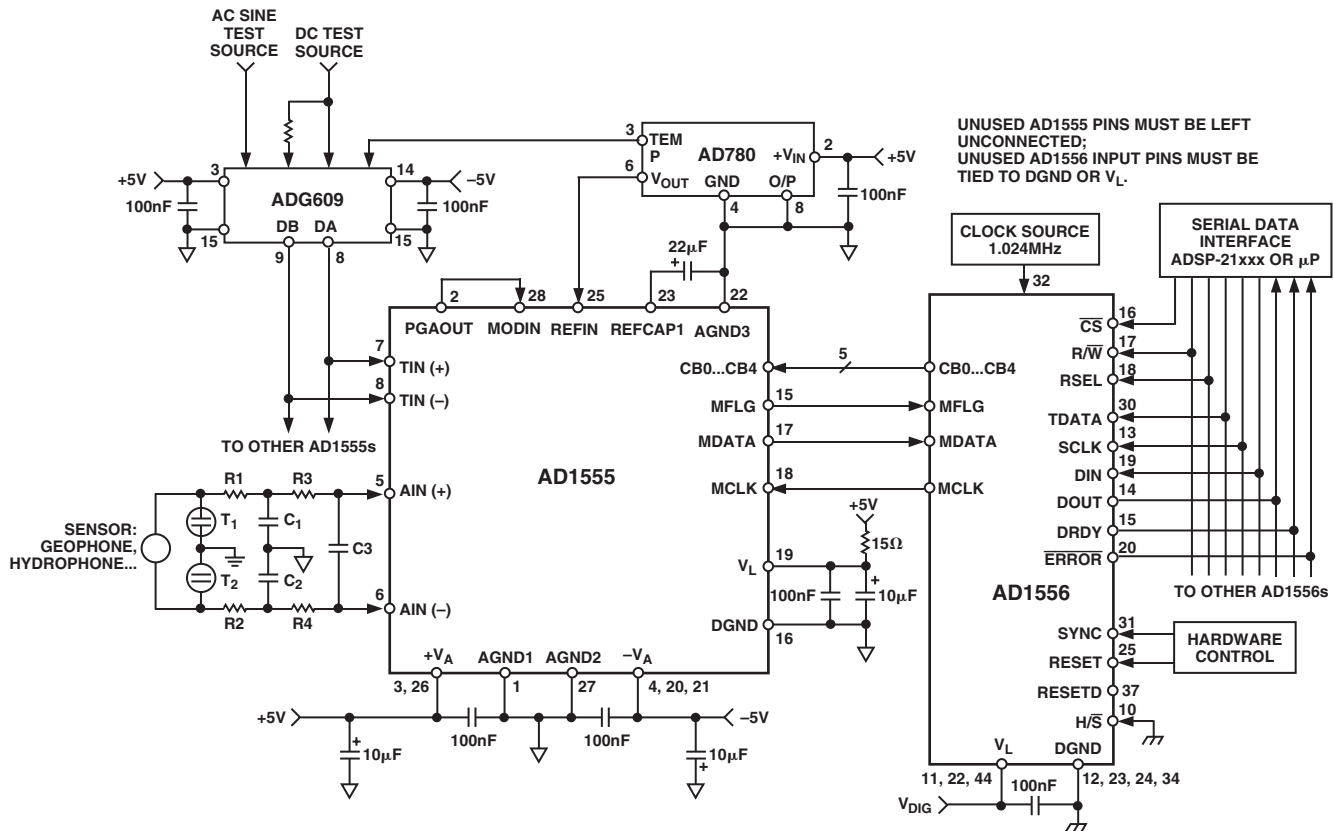 AC SINE
TEST
SOURCE
DC TEST
SOURCE
3
+5V
100nF
15
ADG609
DB
DA
9
8
14
–5V
100nF
15
3
TEM
P
6
VOUT
AD780
+VIN
2
+5V
GND
O/P
4
8
100nF
UNUSED AD1555 PINS MUST BE LEFT
UNCONNECTED;
UNUSED AD1556 INPUT PINS MUST BE
TIED TO DGND OR VL.
CLOCK SOURCE
1.024MHz
32
SERIAL DATA
INTERFACE
ADSP-21xxx OR μP
22μF
+
2
28
25
23
22
PGAOUT
MODIN
REFIN
REFCAP1
AGND3
7
TIN (+)
8
TIN (–)
TO OTHER AD1555s
AD1555
CB0...CB4
5
CB0...CB4
MFLG
15
MFLG
MDATA
17
MDATA
MCLK
18
MCLK
CS
16
R/W
17
RSEL
18
TDATA
30
SCLK
13
DIN
19
DOUT
14
DRDY
15
ERROR
20
TO OTHER AD1556s
AD1556
SENSOR:
GEOPHONE,
HYDROPHONE...
R1
R3
5
AIN (+)
T1
C1
C3
T2
C2
R2
R4
6
AIN (–)
+5V
15Ω
VL
19
100nF
+
10μF
DGND
16
SYNC
31
RESET
25
HARDWARE
CONTROL
RESETD
37
H/S
10
+VA
AGND1
AGND2
–VA
3, 26
1
27
4, 20, 21
+5V
–5V
+
10μF
100nF
100nF
10μF
+
VL
DGND
11, 22, 44
12, 23, 24, 34
100nF
VDIG